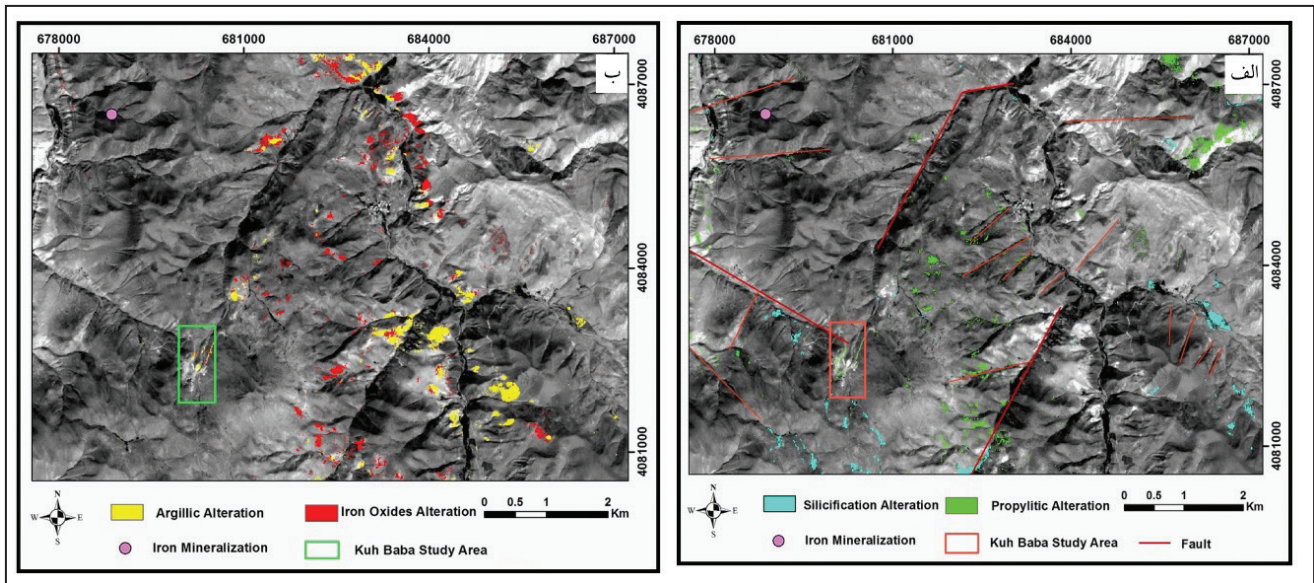 678000 681000 684000 687000
ب
4087000
4084000
4081000
N
W E
S
Argillic Alteration
Iron Oxides Alteration
0 0.5 1 2
Km
Iron Mineralization
Kuh Baba Study Area
678000 681000 684000 687000
الف
4087000
4084000
4081000
N
W E
S
Silicification Alteration
Propylitic Alteration
0 0.5 1 2
Km
Iron Mineralization
Kuh Baba Study Area
Fault